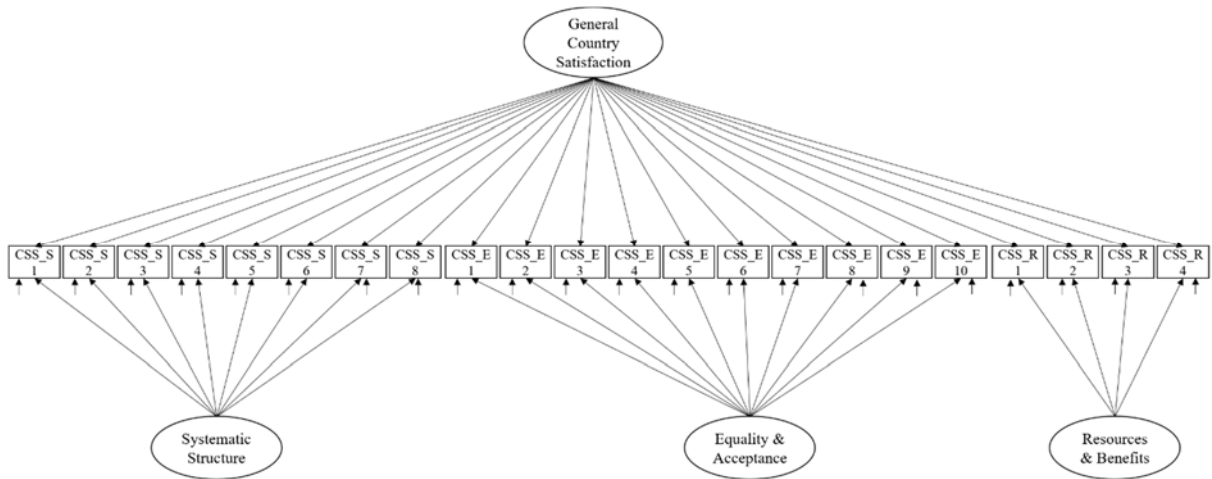 General
Country
Satisfaction
CSS_S CSS_S CSS_S CSS_S CSS_S CSS_S CSS_S CSS_S CSS_E CSS_E CSS_E CSS_E CSS_E CSS_E CSS_E CSS_E CSS_E CSS_E CSS_R CSS_R CSS_R CSS_R
1 2 3 4 5 6 7 8 1 2 3 4 5 6 7 8 9 10 1 2 3 4
Systematic
Structure
Equality &
Acceptance
Resources
& Benefits